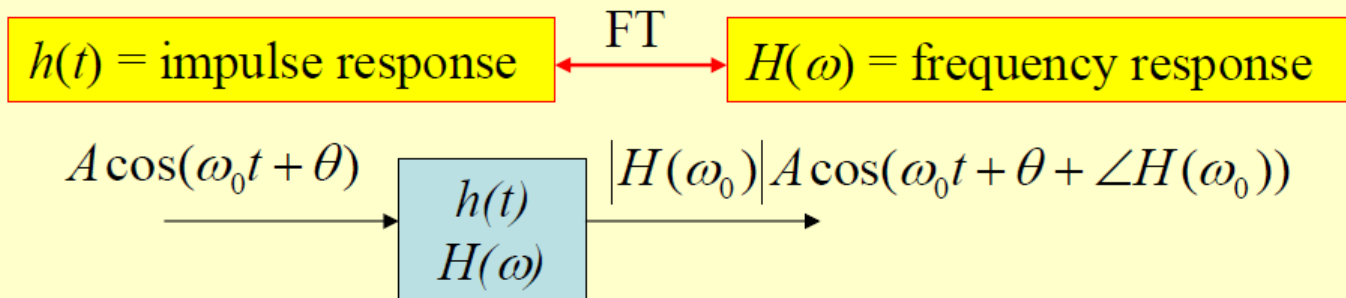 FT
h(t) = impulse response
H(ω) = frequency response
A cos(ω₀t + θ)
|H(ω₀)| A cos(ω₀t + θ + ∠H(ω₀))
h(t)
H(ω)